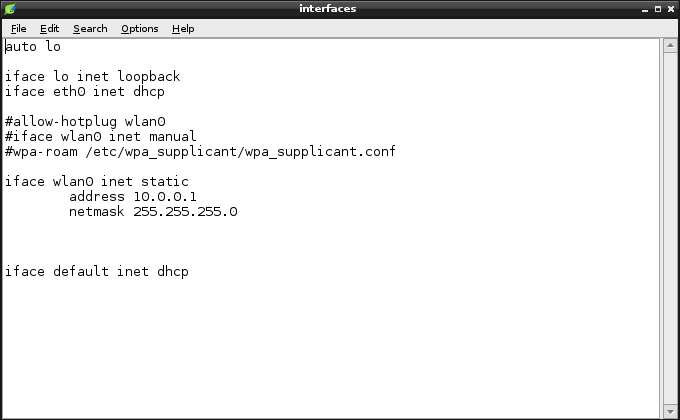 interfaces
File Edit Search Options Help
auto lo
iface lo inet loopback
iface eth0 inet dhcp
#allow-hotplug wlan0
#iface wlan0 inet manual
#wpa-roam /etc/wpa_supplicant/wpa_supplicant.conf
iface wlan0 inet static
address 10.0.0.1
netmask 255.255.255.0
iface default inet dhcp